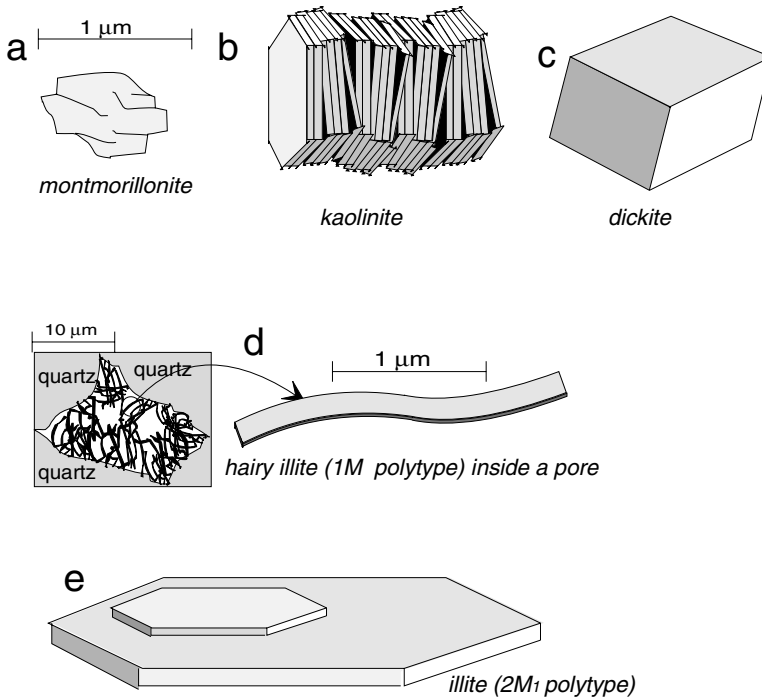 1 μm
a
b
c
montmorillonite
kaolinite
dickite
10 μm
d
1 μm
quartz
quartz
quartz
hairy illite (1M polytype) inside a pore
e
illite (2M₁ polytype)